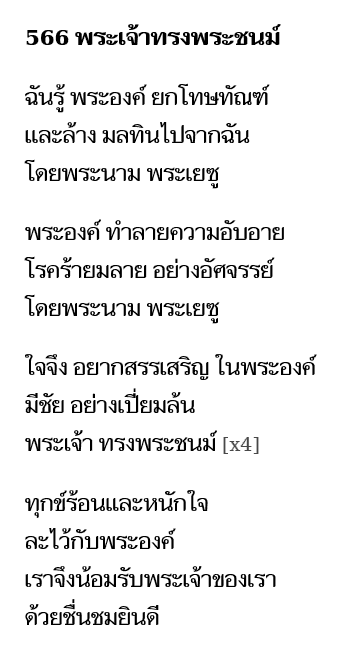 566 พระเจ้าทรงพระชนม์
ฉันรู้ พระองค์ ยกโทษทัณฑ์
และล้าง มลทินไปจากฉัน
โดยพระนาม พระเยซู
พระองค์ ทำลายความอับอาย
โรคร้ายมลาย อย่างอัศจรรย์
โดยพระนาม พระเยซู
ใจจึง อยากสรรเสริญ ในพระองค์
มีชัย อย่างเปี่ยมล้น
พระเจ้า ทรงพระชนม์ [x4]
ทุกข์ร้อนและหนักใจ
ละไว้กับพระองค์
เราจึงน้อมรับพระเจ้าของเรา
ด้วยชื่นชมยินดี